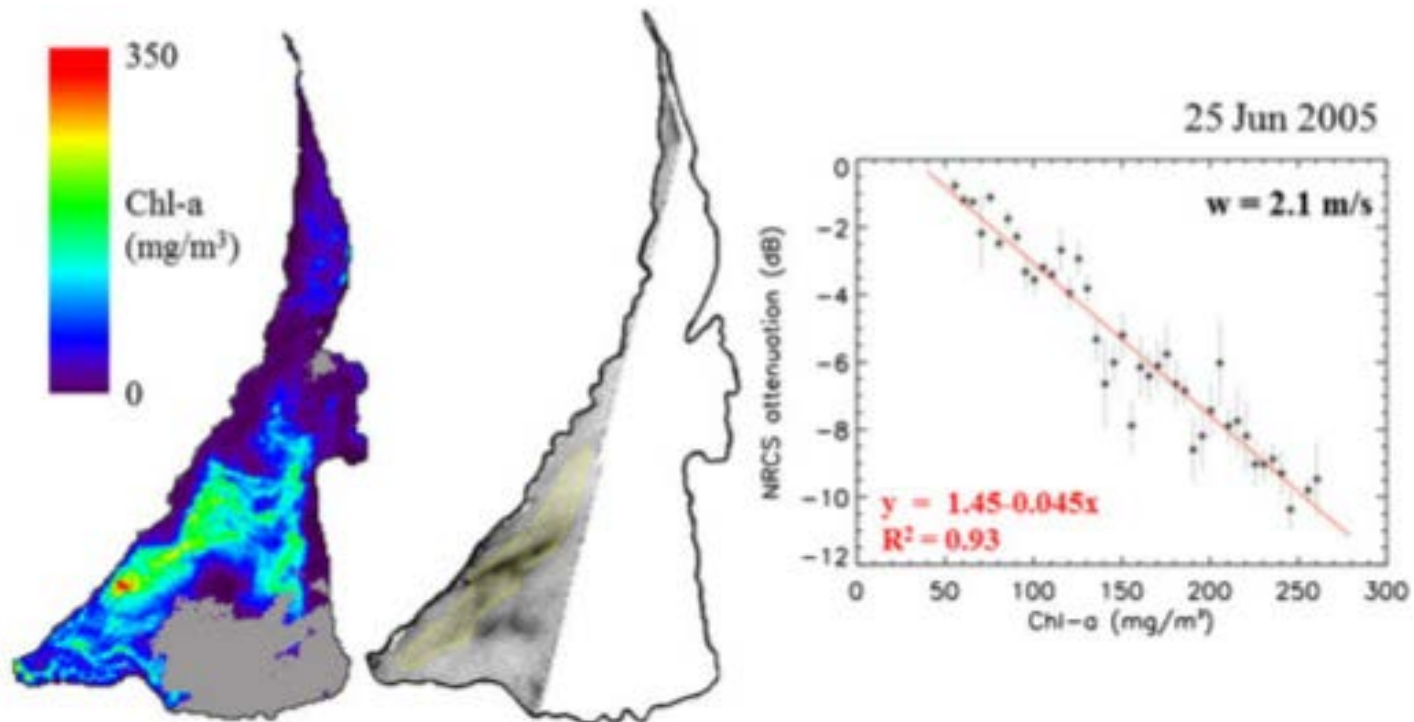 350
Chl-a
(mg/m³)
0
25 Jun 2005
w = 2.1 m/s
NRCS attenuation (dB)
0
-2
-4
-6
-8
-10
-12
y = 1.45-0.045x
R² = 0.93
0 50 100 150 200 250 300
Chl-a (mg/m³)